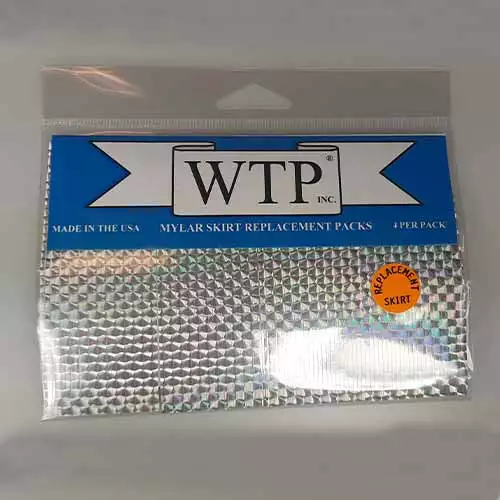 WTP®
INC.
MADE IN THE USA MYLAR SKIRT REPLACEMENT PACKS 4 PER PACK
REPLACEMENT
SKIRT